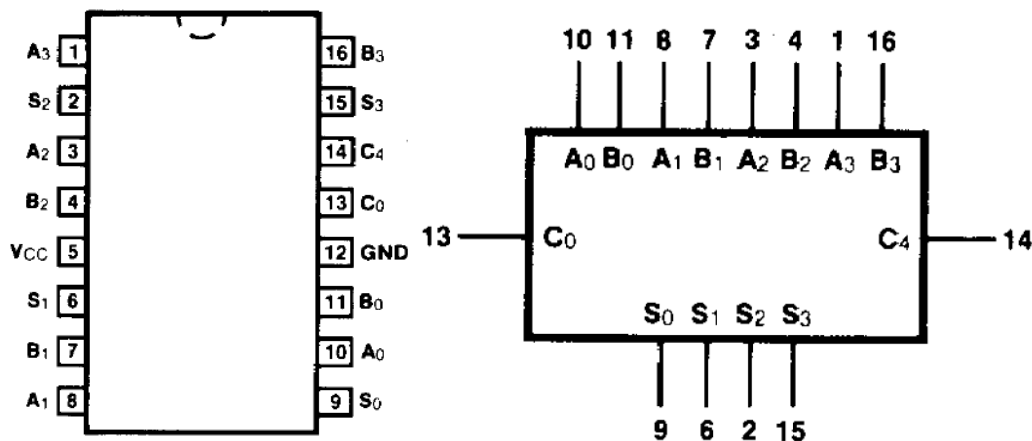 A3 1 16 B3
S2 2 15 S3
A2 3 14 C4
B2 4 13 C0
VCC 5 12 GND
S1 6 11 B0
B1 7 10 A0
A1 8 9 S0
10 11 8 7 3 4 1 16
A0 B0 A1 B1 A2 B2 A3 B3
13 C0 C4 14
S0 S1 S2 S3
9 6 2 15